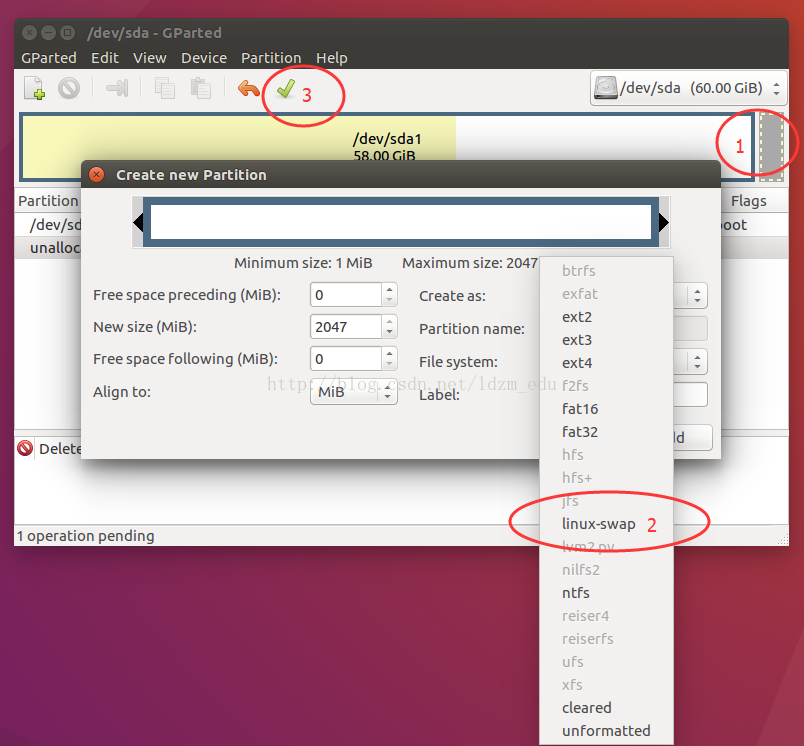 /dev/sda - GParted
GParted Edit View Device Partition Help
3
/dev/sda (60.00 GiB)
/dev/sda1
58.00 GiB
1
Create new Partition
Partition
Flags
/dev/sd
boot
unalloc
Minimum size: 1 MiB
Maximum size: 2047
Free space preceding (MiB):
0
Create as:
New size (MiB):
2047
Partition name:
Free space following (MiB):
0
File system:
Align to:
MiB
Label:
http://blog.csdn.net/ldzm_edu
btrfs
exfat
ext2
ext3
ext4
f2fs
fat16
fat32
hfs
hfs+
jfs
linux-swap 2
lvm2 pv
nilfs2
ntfs
reiser4
reiserfs
ufs
xfs
cleared
unformatted
dd
Delete
1 operation pending